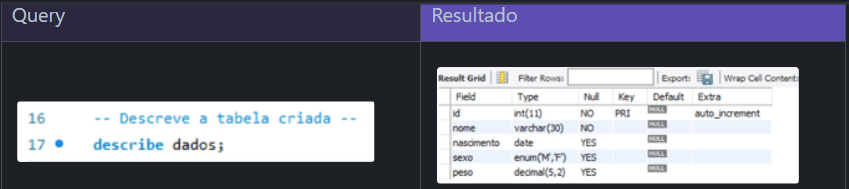 Query Resultado
16 -- Descreve a tabela criada --
17 describe dados;
Result Grid Filter Rows: Export: Wrap Cell Content:
Field Type Null Key Default Extra
id int(11) NO PRI NULL auto_increment
nome varchar(30) NO NULL
nascimento date YES NULL
sexo enum('M','F') YES NULL
peso decimal(5,2) YES NULL